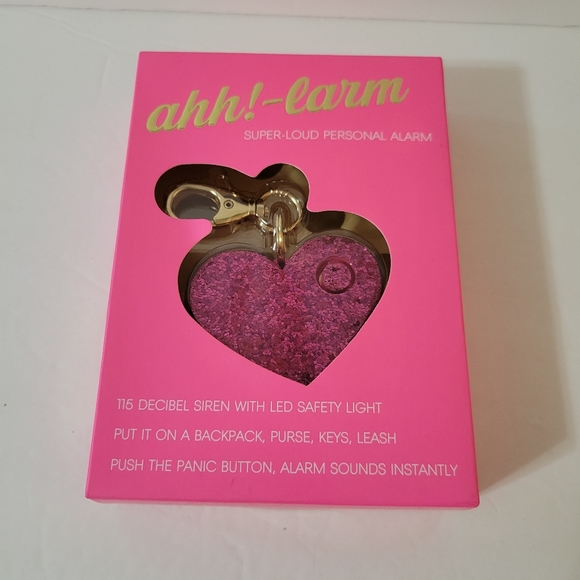 ahh!-larm
SUPER-LOUD PERSONAL ALARM
115 DECIBEL SIREN WITH LED SAFETY LIGHT
PUT IT ON A BACKPACK, PURSE, KEYS, LEASH
PUSH THE PANIC BUTTON, ALARM SOUNDS INSTANTLY